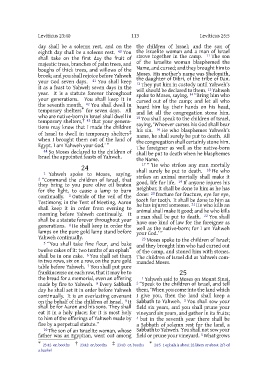 Leviticus 23:40
113
Leviticus 25:5
day shall be a solemn rest, and on the
eighth day shall be a solemn rest. 40 You
shall take on the first day the fruit of
majestic trees, branches of palm trees, and
boughs of thick trees, and willows of the
brook; and you shall rejoice before Yahweh
your God seven days. 41 You shall keep
it as a feast to Yahweh seven days in the
year. It is a statute forever throughout
your generations. You shall keep it in
the seventh month. 42 You shall dwell in
temporary shelters for seven days. All
who are native-born in Israel shall dwell in
temporary shelters, 43 that your genera-
tions may know that I made the children
of Israel to dwell in temporary shelters
when I brought them out of the land of
Egypt. I am Yahweh your God.”
44 So Moses declared to the children of
Israel the appointed feasts of Yahweh.
24
1 Yahweh spoke to Moses, saying,
2 “Command the children of Israel, that
they bring to you pure olive oil beaten
for the light, to cause a lamp to burn
continually. 3 Outside of the veil of the
Testimony, in the Tent of Meeting, Aaron
shall keep it in order from evening to
morning before Yahweh continually. It
shall be a statute forever throughout your
generations. 4 He shall keep in order the
lamps on the pure gold lamp stand before
Yahweh continually.
5 “You shall take fine flour, and bake
twelve cakes of it: two tenths of an ephah
shall be in one cake. 6 You shall set them
in two rows, six on a row, on the pure gold
table before Yahweh. 7 You shall put pure
frankincense on each row, that it may be to
the bread for a memorial, even an offering
made by fire to Yahweh. 8 Every Sabbath
day he shall set it in order before Yahweh
continually. It is an everlasting covenant
on the behalf of the children of Israel. 9 It
shall be for Aaron and his sons. They shall
eat it in a holy place; for it is most holy
to him of the offerings of Yahweh made by
fire by a perpetual statute.”
10 The son of an Israelite woman, whose
father was an Egyptian, went out among
the children of Israel; and the son of
the Israelite woman and a man of Israel
strove together in the camp. 11 The son
of the Israelite woman blasphemed the
Name, and cursed; and they brought him to
Moses. His mother’s name was Shelomith,
the daughter of Dibri, of the tribe of Dan.
12 They put him in custody until Yahweh’s
will should be declared to them. 13 Yahweh
spoke to Moses, saying, 14 “Bring him who
cursed out of the camp; and let all who
heard him lay their hands on his head,
and let all the congregation stone him.
15 You shall speak to the children of Israel,
saying, ‘Whoever curses his God shall bear
his sin. 16 He who blasphemes Yahweh’s
name, he shall surely be put to death. All
the congregation shall certainly stone him.
The foreigner as well as the native-born
shall be put to death when he blasphemes
the Name.
17 “‘He who strikes any man mortally
shall surely be put to death. 18 He who
strikes an animal mortally shall make it
good, life for life. 19 If anyone injures his
neighbor, it shall be done to him as he has
done: 20 fracture for fracture, eye for eye,
tooth for tooth. It shall be done to him as
he has injured someone. 21 He who kills an
animal shall make it good; and he who kills
a man shall be put to death. 22 You shall
have one kind of law for the foreigner as
well as the native-born; for I am Yahweh
your God.’”
23 Moses spoke to the children of Israel;
and they brought him who had cursed out
of the camp, and stoned him with stones.
The children of Israel did as Yahweh com-
manded Moses.
25
1 Yahweh said to Moses on Mount Sinai,
2 “Speak to the children of Israel, and tell
them, ‘When you come into the land which
I give you, then the land shall keep a
Sabbath to Yahweh. 3 You shall sow your
field six years, and you shall prune your
vineyard six years, and gather in its fruits;
4 but in the seventh year there shall be
a Sabbath of solemn rest for the land, a
Sabbath to Yahweh. You shall not sow your
field or prune your vineyard. 5 What grows
23:42 or, booths
23:42 or, booths
23:43 or, booths
24:5 1 ephah is about 22 liters or about 2/3 of
a bushel